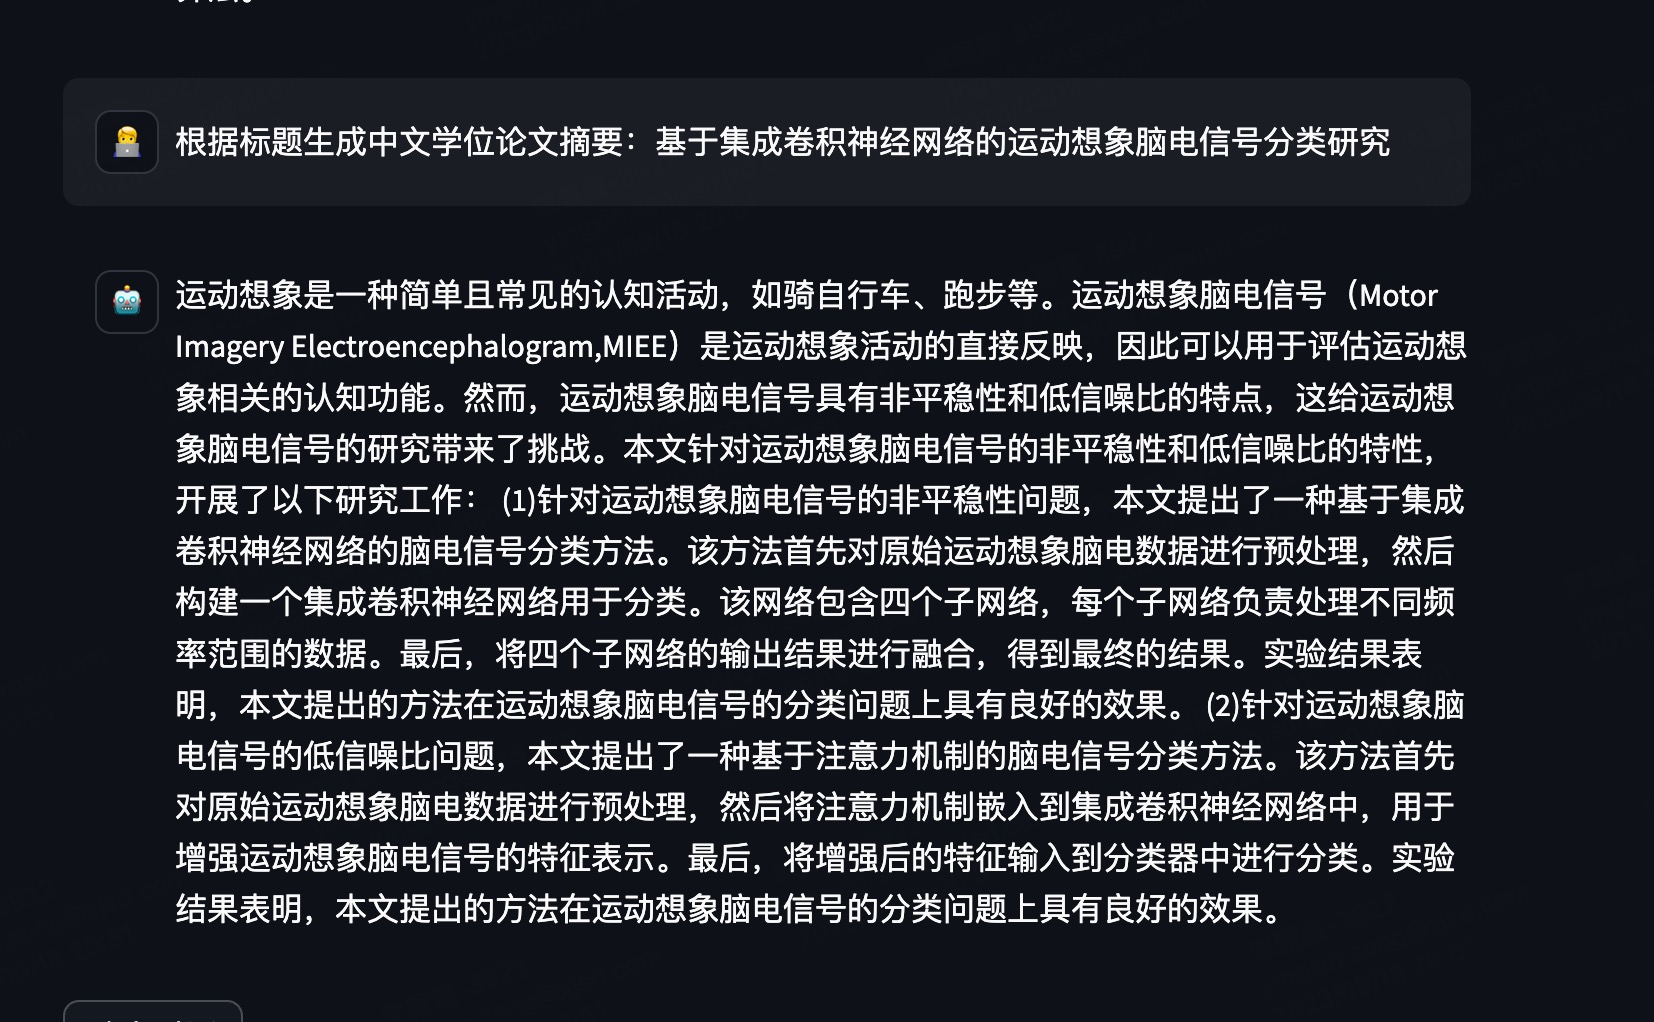 根据标题生成中文学位论文摘要：基于集成卷积神经网络的运动想象脑电信号分类研究
运动想象是一种简单且常见的认知活动，如骑自行车、跑步等。运动想象脑电信号（Motor
Imagery Electroencephalogram,MIEE）是运动想象活动的直接反映，因此可以用于评估运动想
象相关的认知功能。然而，运动想象脑电信号具有非平稳性和低信噪比的特点，这给运动想
象脑电信号的研究带来了挑战。本文针对运动想象脑电信号的非平稳性和低信噪比的特性，
开展了以下研究工作： (1)针对运动想象脑电信号的非平稳性问题，本文提出了一种基于集成
卷积神经网络的脑电信号分类方法。该方法首先对原始运动想象脑电数据进行预处理，然后
构建一个集成卷积神经网络用于分类。该网络包含四个子网络，每个子网络负责处理不同频
率范围的数据。最后，将四个子网络的输出结果进行融合，得到最终的结果。实验结果表
明，本文提出的方法在运动想象脑电信号的分类问题上具有良好的效果。 (2)针对运动想象脑
电信号的低信噪比问题，本文提出了一种基于注意力机制的脑电信号分类方法。该方法首先
对原始运动想象脑电数据进行预处理，然后将注意力机制嵌入到集成卷积神经网络中，用于
增强运动想象脑电信号的特征表示。最后，将增强后的特征输入到分类器中进行分类。实验
结果表明，本文提出的方法在运动想象脑电信号的分类问题上具有良好的效果。